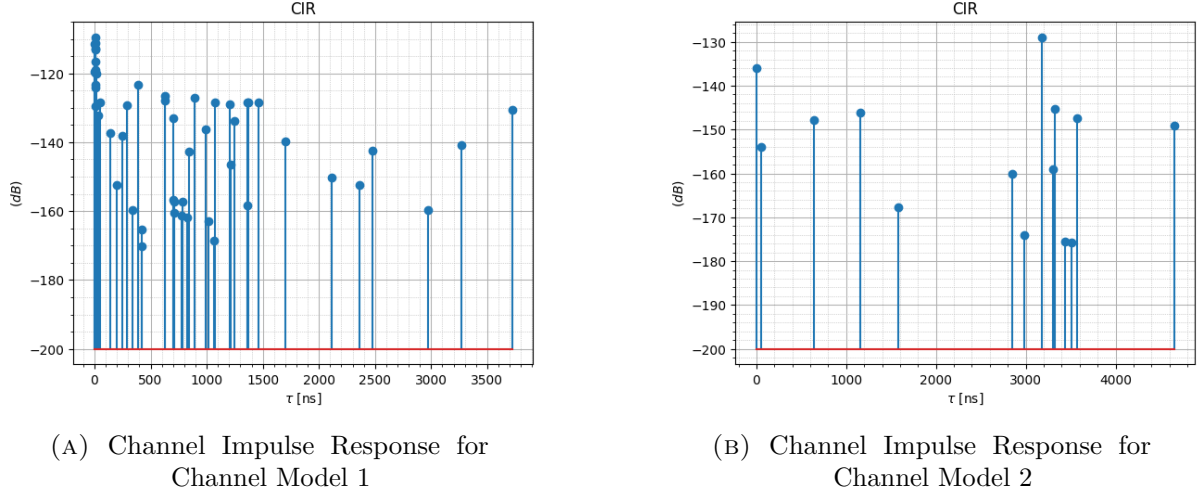 CIR
(dB)
−120
−140
−160
−180
−200
0
500
1000
1500
2000
2500
3000
3500
τ [ns]
CIR
(dB)
−130
−140
−150
−160
−170
−180
−190
−200
0
1000
2000
3000
4000
τ [ns]
(A) Channel Impulse Response for
Channel Model 1
(B) Channel Impulse Response for
Channel Model 2